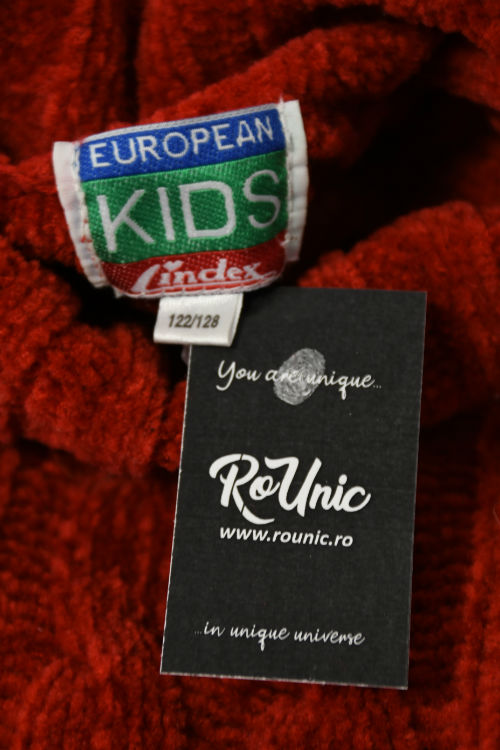 EUROPEAN
KIDS
Lindex
122/128
You are unique...
RoUnic
www.rounic.ro
...in unique universe